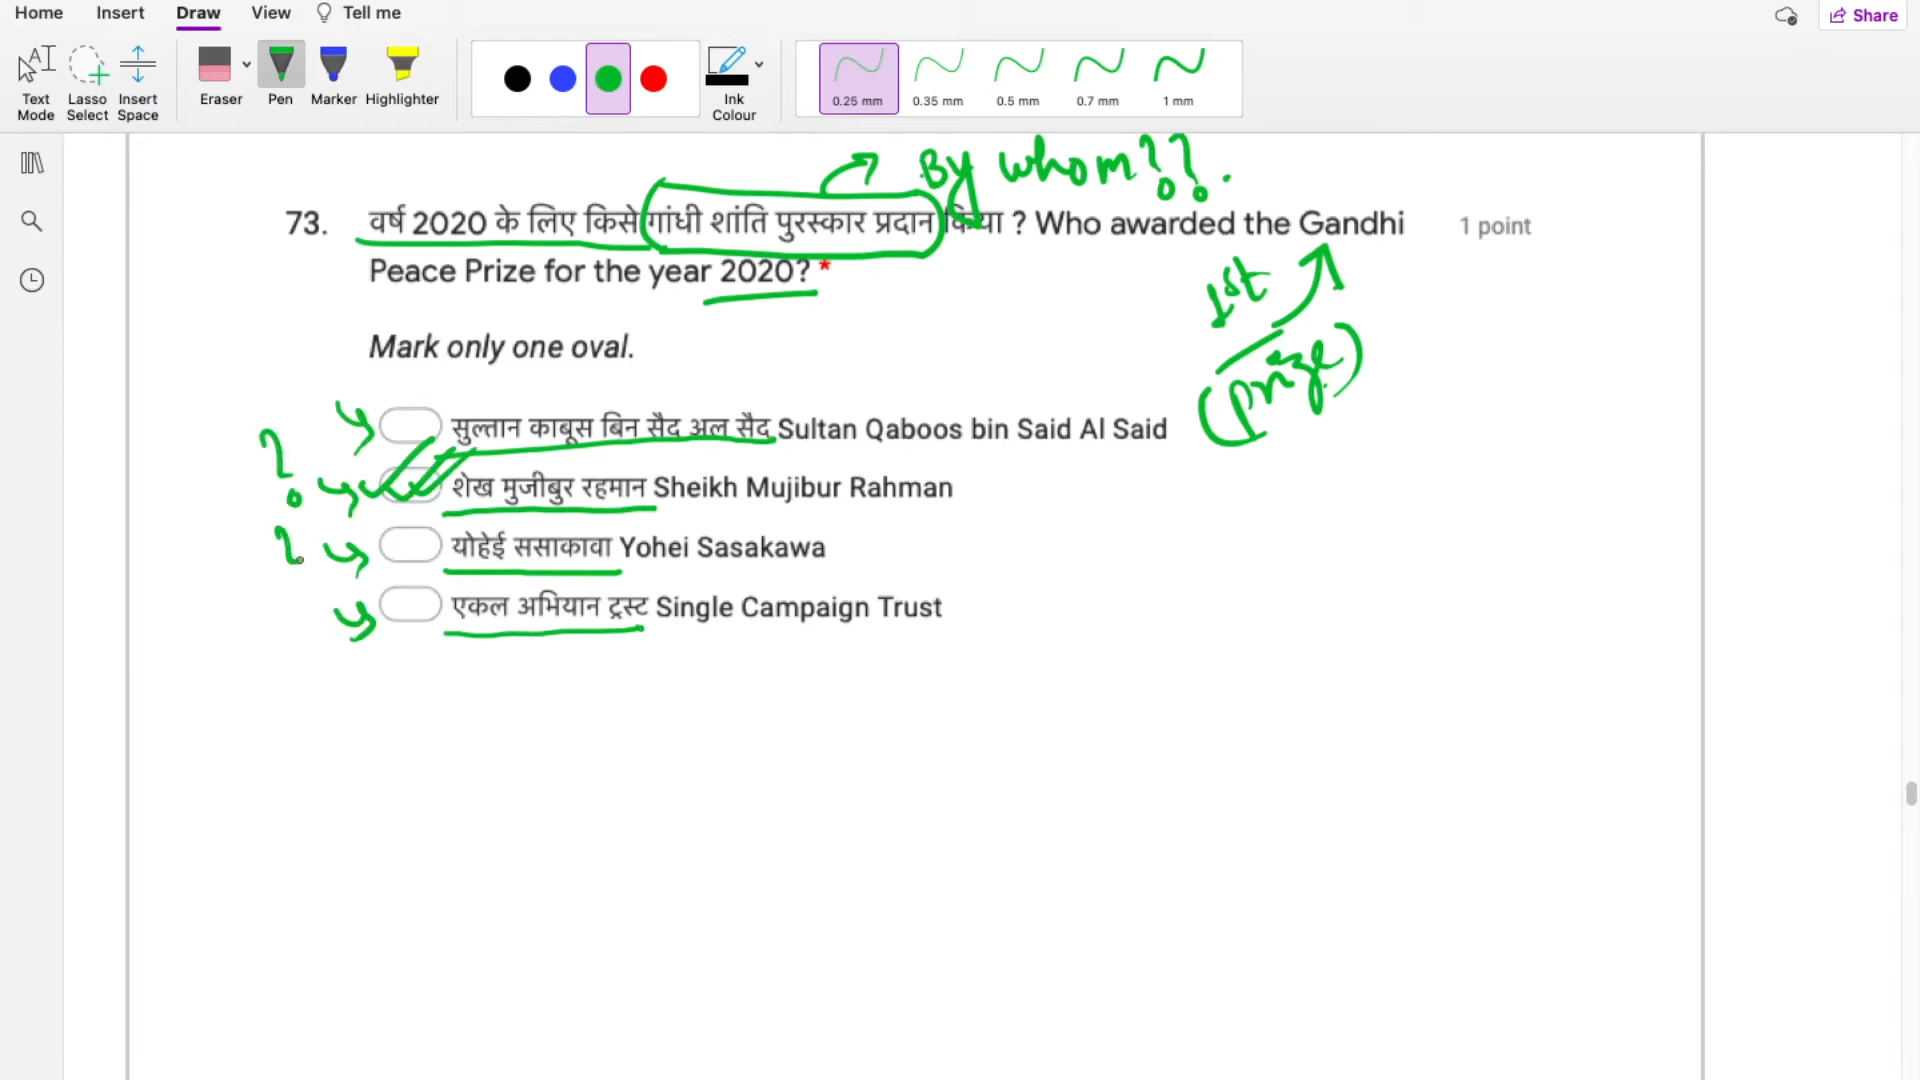 Home Insert Draw View Tell me Share
Text Mode Lasso Select Insert Space Eraser Pen Marker Highlighter Ink Colour 0.25 mm 0.35 mm 0.5 mm 0.7 mm 1 mm
By whom??.
73. वर्ष 2020 के लिए किसे गांधी शांति पुरस्कार प्रदान किया ? Who awarded the Gandhi 1 point
Peace Prize for the year 2020? *
1st
(prize)
Mark only one oval.
सुल्तान काबूस बिन सैद अल सैद Sultan Qaboos bin Said Al Said
? शेख मुजीबुर रहमान Sheikh Mujibur Rahman
? योहेई ससाकावा Yohei Sasakawa
एकल अभियान ट्रस्ट Single Campaign Trust